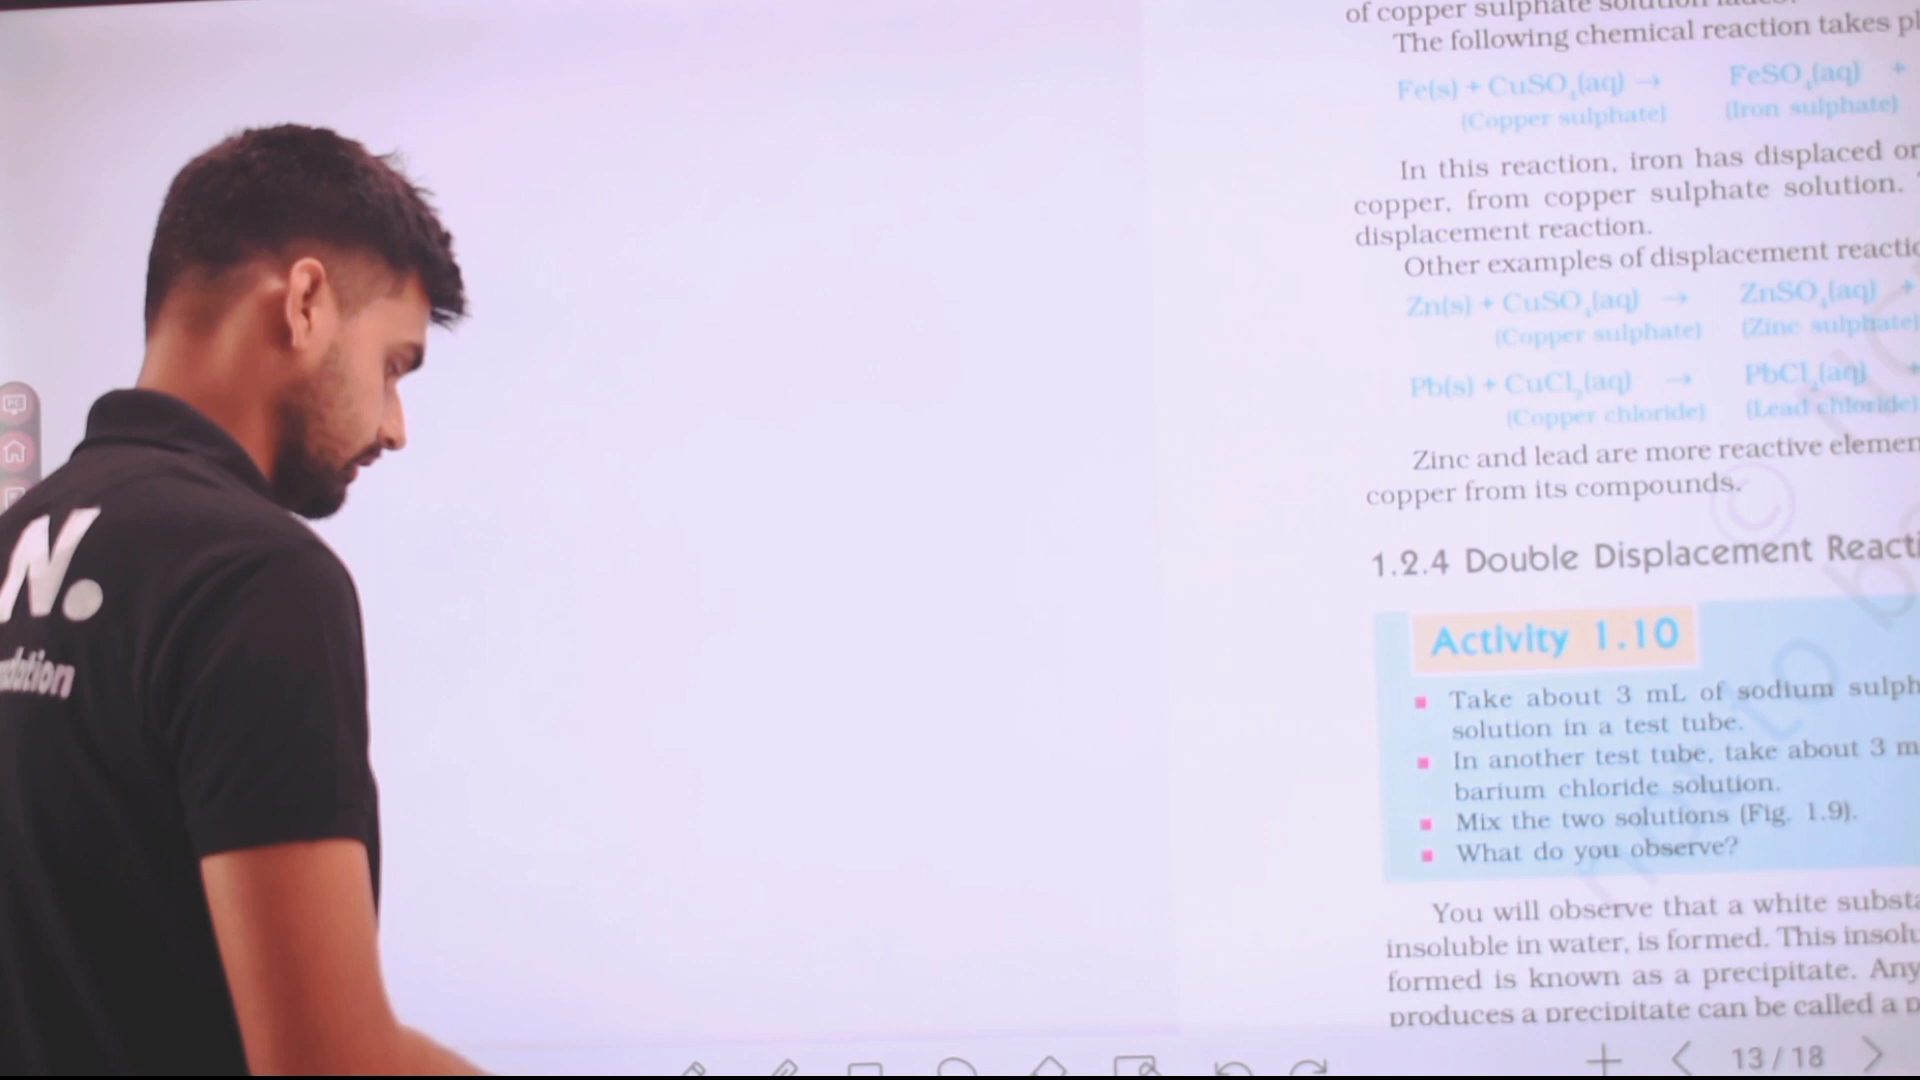 of copper sulphate solution fades.
The following chemical reaction takes pl
Fe(s) + CuSO4(aq) → FeSO4(aq) +
(Copper sulphate) (Iron sulphate)
In this reaction, iron has displaced or
copper, from copper sulphate solution.
displacement reaction.
Other examples of displacement reactio
Zn(s) + CuSO4(aq) → ZnSO4(aq) +
(Copper sulphate) (Zinc sulphate)
Pb(s) + CuCl2(aq) → PbCl2(aq) +
(Copper chloride) (Lead chloride)
Zinc and lead are more reactive elemen
copper from its compounds.
1.2.4 Double Displacement Reacti
Activity 1.10
Take about 3 mL of sodium sulph
solution in a test tube.
In another test tube, take about 3 m
barium chloride solution.
Mix the two solutions (Fig. 1.9).
What do you observe?
You will observe that a white substa
insoluble in water, is formed. This insolu
formed is known as a precipitate. Any
produces a precipitate can be called a p
13 / 18
N.
dation